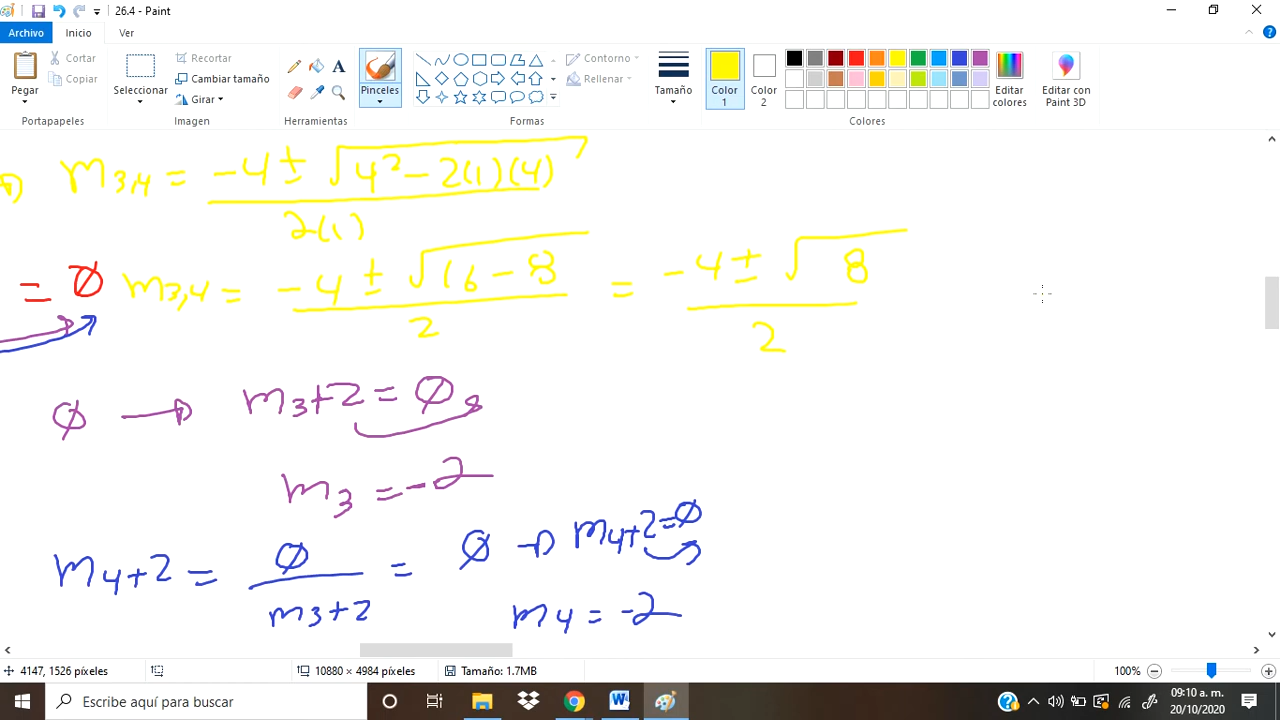 26.4 - Paint
Archivo Inicio Ver
Pegar
Cortar
Copiar
Portapapeles
Seleccionar
Recortar
Cambiar tamaño
Girar
Imagen
A
Herramientas
Pinceles
Contorno
Rellenar
Formas
Tamaño
Color 1
Color 2
Editar colores
Editar con Paint 3D
Colores
m3,4 = -4 ± √4² - 2(1)(4)
2(1)
= ∅ m3,4 = -4 ± √16 - 8 = -4 ± √8
2 2
∅ → m3+2 = ∅
m3 = -2
m4+2 = ∅ = ∅ → m4+2=∅
m3+2 m4 = -2
4147, 1526 píxeles 10880 × 4984 píxeles Tamaño: 1.7MB 100%
Escribe aquí para buscar
09:10 a. m.
20/10/2020